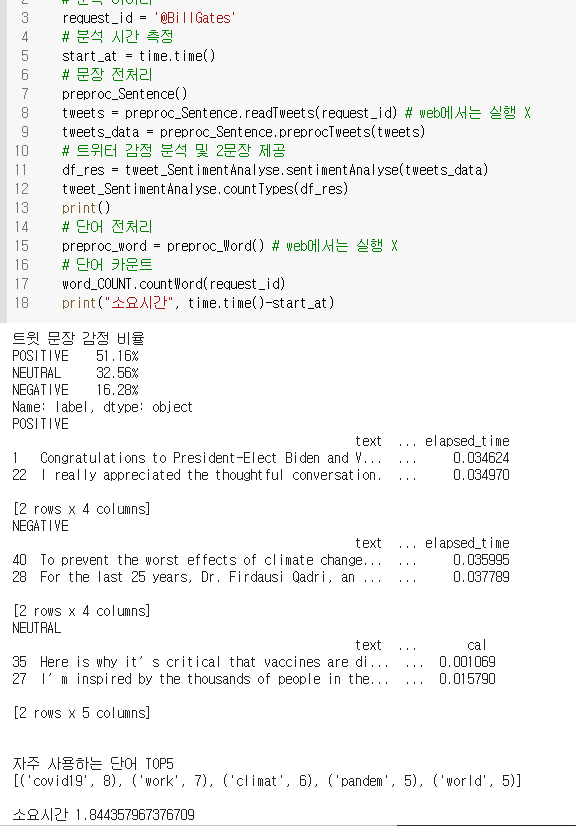 3 request_id = '@BillGates'
4 # 분석 시간 측정
5 start_at = time.time()
6 # 문장 전처리
7 preproc_Sentence()
8 tweets = preproc_Sentence.readTweets(request_id) # web에서는 실행 X
9 tweets_data = preproc_Sentence.preprocTweets(tweets)
10 # 트위터 감정 분석 및 2문장 제공
11 df_res = tweet_SentimentAnalyse.sentimentAnalyse(tweets_data)
12 tweet_SentimentAnalyse.countTypes(df_res)
13 print()
14 # 단어 전처리
15 preproc_word = preproc_Word() # web에서는 실행 X
16 # 단어 카운트
17 word_COUNT.countWord(request_id)
18 print("소요시간", time.time()-start_at)
트윗 문장 감정 비율
POSITIVE 51.16%
NEUTRAL 32.56%
NEGATIVE 16.28%
Name: label, dtype: object
POSITIVE
text ... elapsed_time
1 Congratulations to President-Elect Biden and V... ... 0.034624
22 I really appreciated the thoughtful conversation. ... 0.034970
[2 rows x 4 columns]
NEGATIVE
text ... elapsed_time
40 To prevent the worst effects of climate change... ... 0.035995
28 For the last 25 years, Dr. Firdausi Qadri, an ... ... 0.037789
[2 rows x 4 columns]
NEUTRAL
text ... cal
35 Here is why it’s critical that vaccines are di... ... 0.001069
27 I’m inspired by the thousands of people in the... ... 0.015790
[2 rows x 5 columns]
자주 사용하는 단어 TOP5
[('covid19', 8), ('work', 7), ('climat', 6), ('pandem', 5), ('world', 5)]
소요시간 1.844357967376709